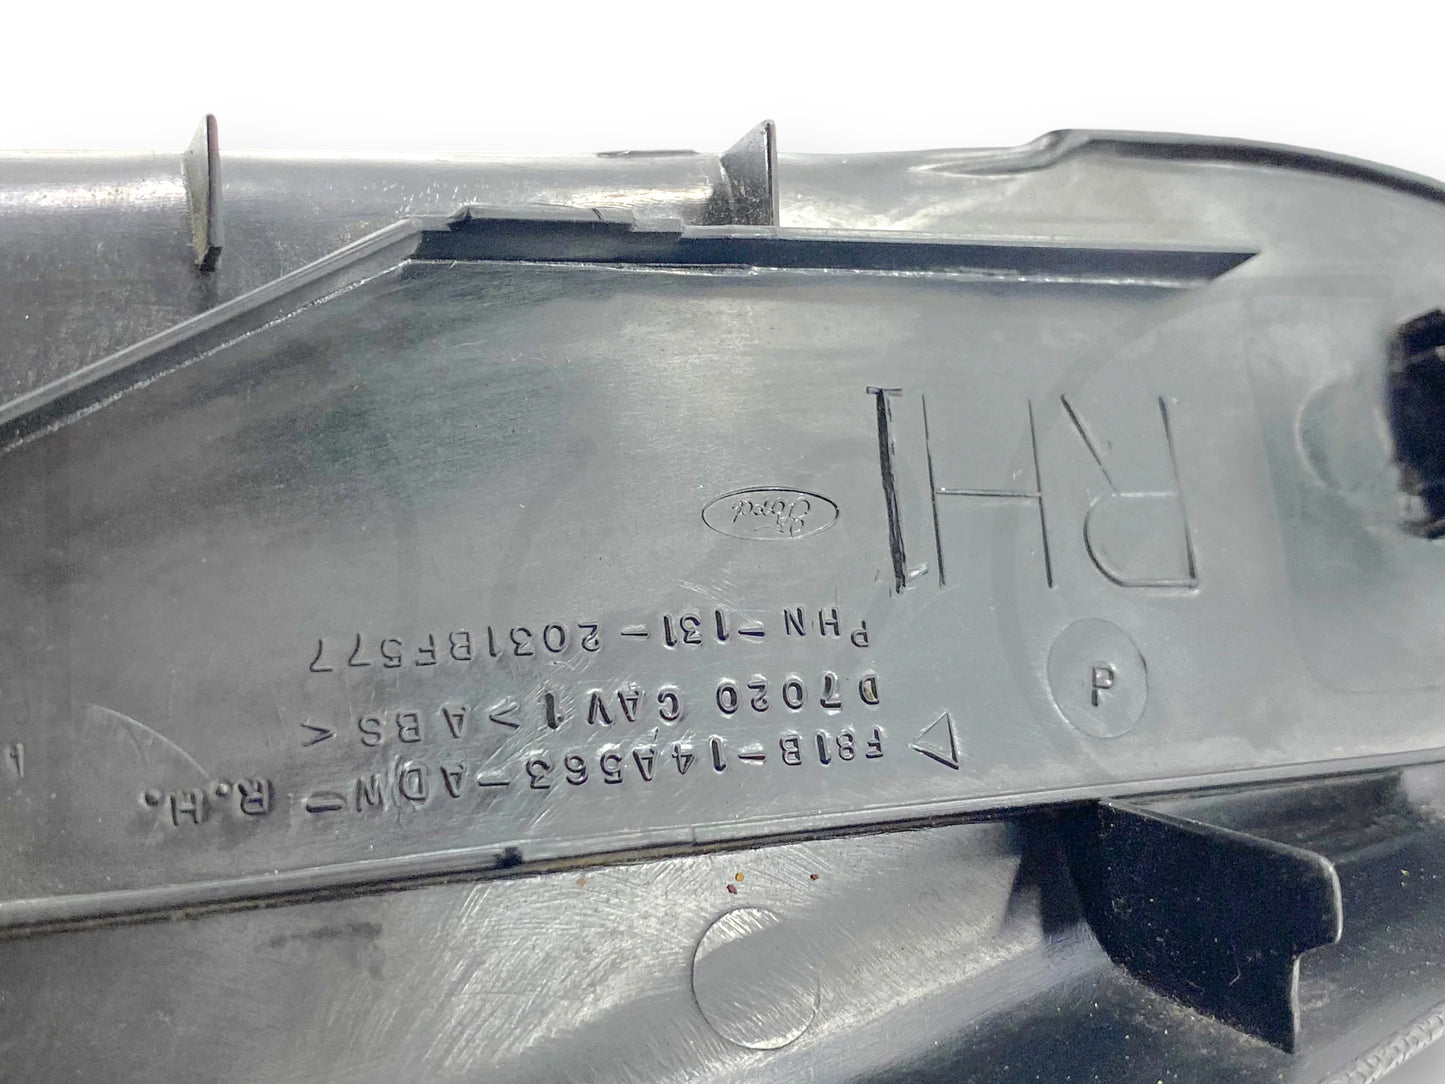 F81B-14A563-ADW-R.H.
D7020 CAV 1 >ABS<
PHN-131-2031BF577
P
Ford
RH